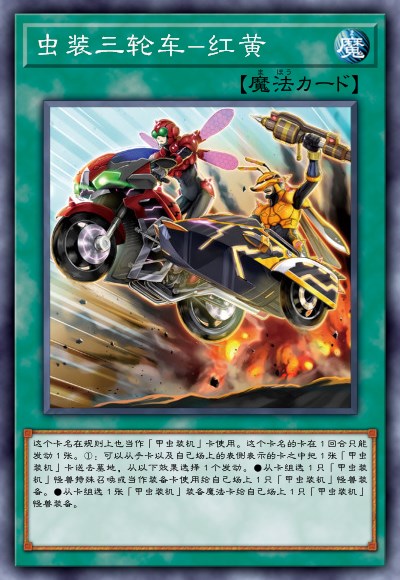 虫装三轮车-红黄
魔
【魔法カード】
ま ほう
这个卡名在规则上也当作「甲虫装机」卡使用。这个卡名的卡在1回合只能
发动1张。①：可以从手卡以及自己场上的表侧表示的卡之中把1张「甲虫
装机」卡送去墓地，从以下效果选择1个发动。●从卡组选1只「甲虫装
机」怪兽特殊召唤或当作装备卡使用给自己场上1只「甲虫装机」怪兽
装备。●从卡组选1张「甲虫装机」装备魔法卡给自己场上1只「甲虫装机」
怪兽装备。